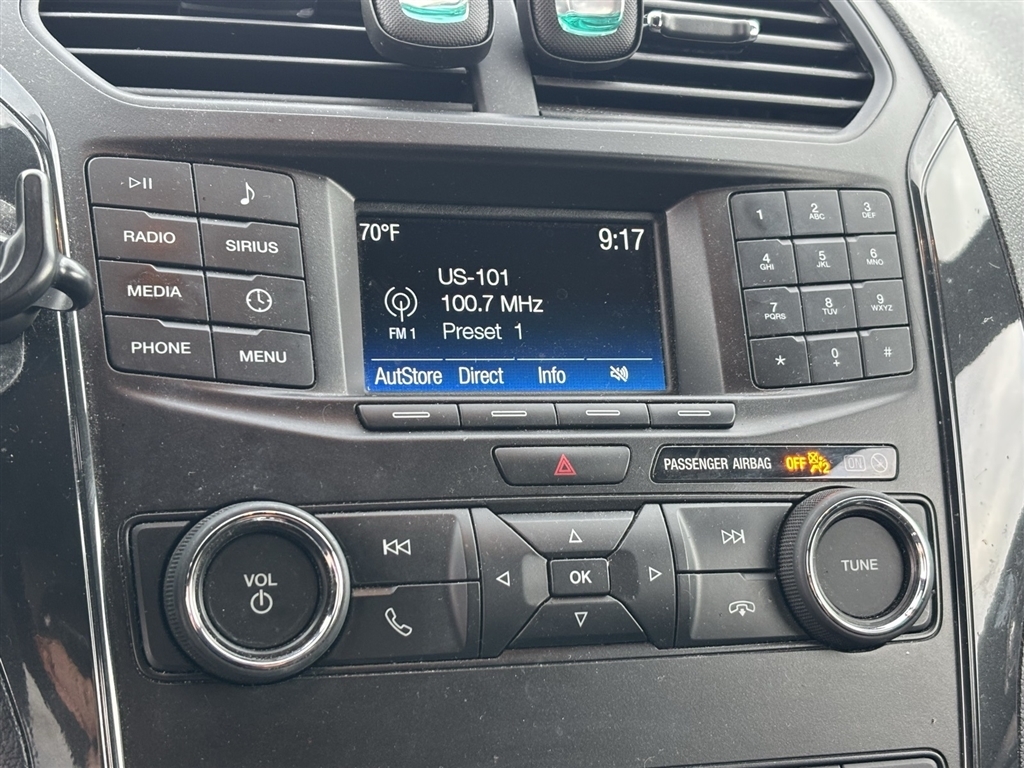 70°F
9:17
US-101
100.7 MHz
FM 1
Preset 1
AutStore Direct Info
RADIO
SIRIUS
MEDIA
PHONE
MENU
1
2 ABC
3 DEF
4 GHI
5 JKL
6 MNO
7 PQRS
8 TUV
9 WXYZ
*
0 +
#
PASSENGER AIRBAG OFF 2 ON
VOL
OK
TUNE